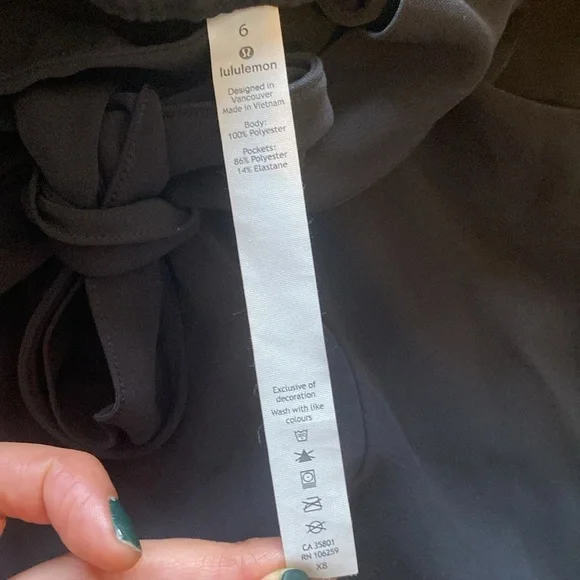 6
lululemon
Designed in
Vancouver
Made in Vietnam
Body:
100% Polyester
Pockets:
86% Polyester
14% Elastane
Exclusive of
decoration
Wash with like
colours
CA 35801
RN 106259
X8